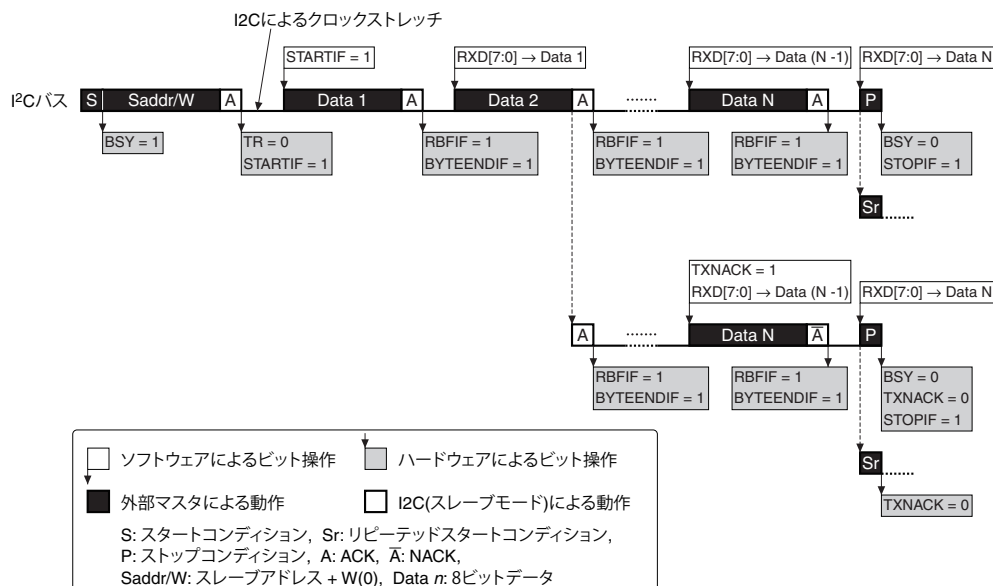 I2Cによるクロックストレッチ
STARTIF = 1
RXD[7:0] → Data 1
RXD[7:0] → Data (N -1)
RXD[7:0] → Data N
I²Cバス
S
Saddr/W
A
Data 1
A
Data 2
A
Data N
A
P
BSY = 1
TR = 0
STARTIF = 1
RBFIF = 1
BYTEENDIF = 1
RBFIF = 1
BYTEENDIF = 1
RBFIF = 1
BYTEENDIF = 1
BSY = 0
STOPIF = 1
Sr
TXNACK = 1
RXD[7:0] → Data (N -1)
RXD[7:0] → Data N
A
Data N
A̅
P
RBFIF = 1
BYTEENDIF = 1
RBFIF = 1
BYTEENDIF = 1
BSY = 0
TXNACK = 0
STOPIF = 1
Sr
TXNACK = 0
ソフトウェアによるビット操作
ハードウェアによるビット操作
外部マスタによる動作
I2C(スレーブモード)による動作
S: スタートコンディション, Sr: リピーテッドスタートコンディション,
P: ストップコンディション, A: ACK, A̅: NACK,
Saddr/W: スレーブアドレス + W(0), Data n: 8ビットデータ